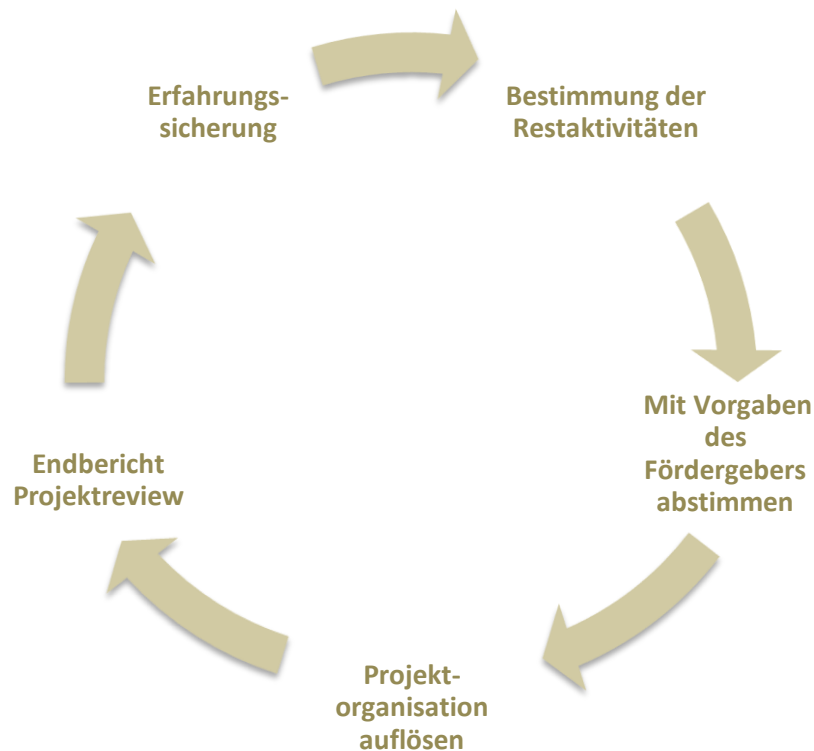 Erfahrungs-
sicherung
Bestimmung der
Restaktivitäten
Mit Vorgaben
des
Fördergebers
abstimmen
Projekt-
organisation
auflösen
Endbericht
Projektreview